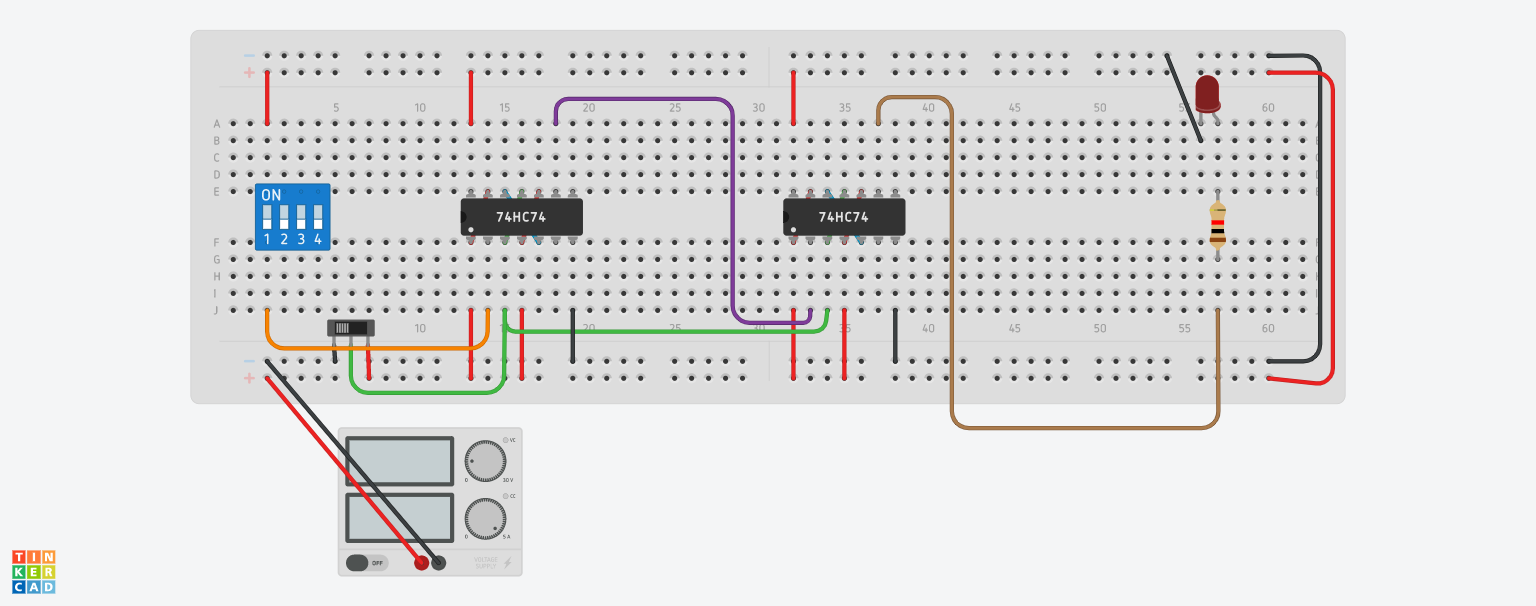 − −
+ +
5 10 15 20 25 30 35 40 45 50 55 60
A
B
C
D
E
ON
1 2 3 4
74HC74 74HC74
F
G
H
I
J
10 15 20 25 30 35 40 45 50 55 60
−
+
VC
0 30 V
CC
0 5 A
OFF
VOLTAGE
SUPPLY
TIN
KER
CAD